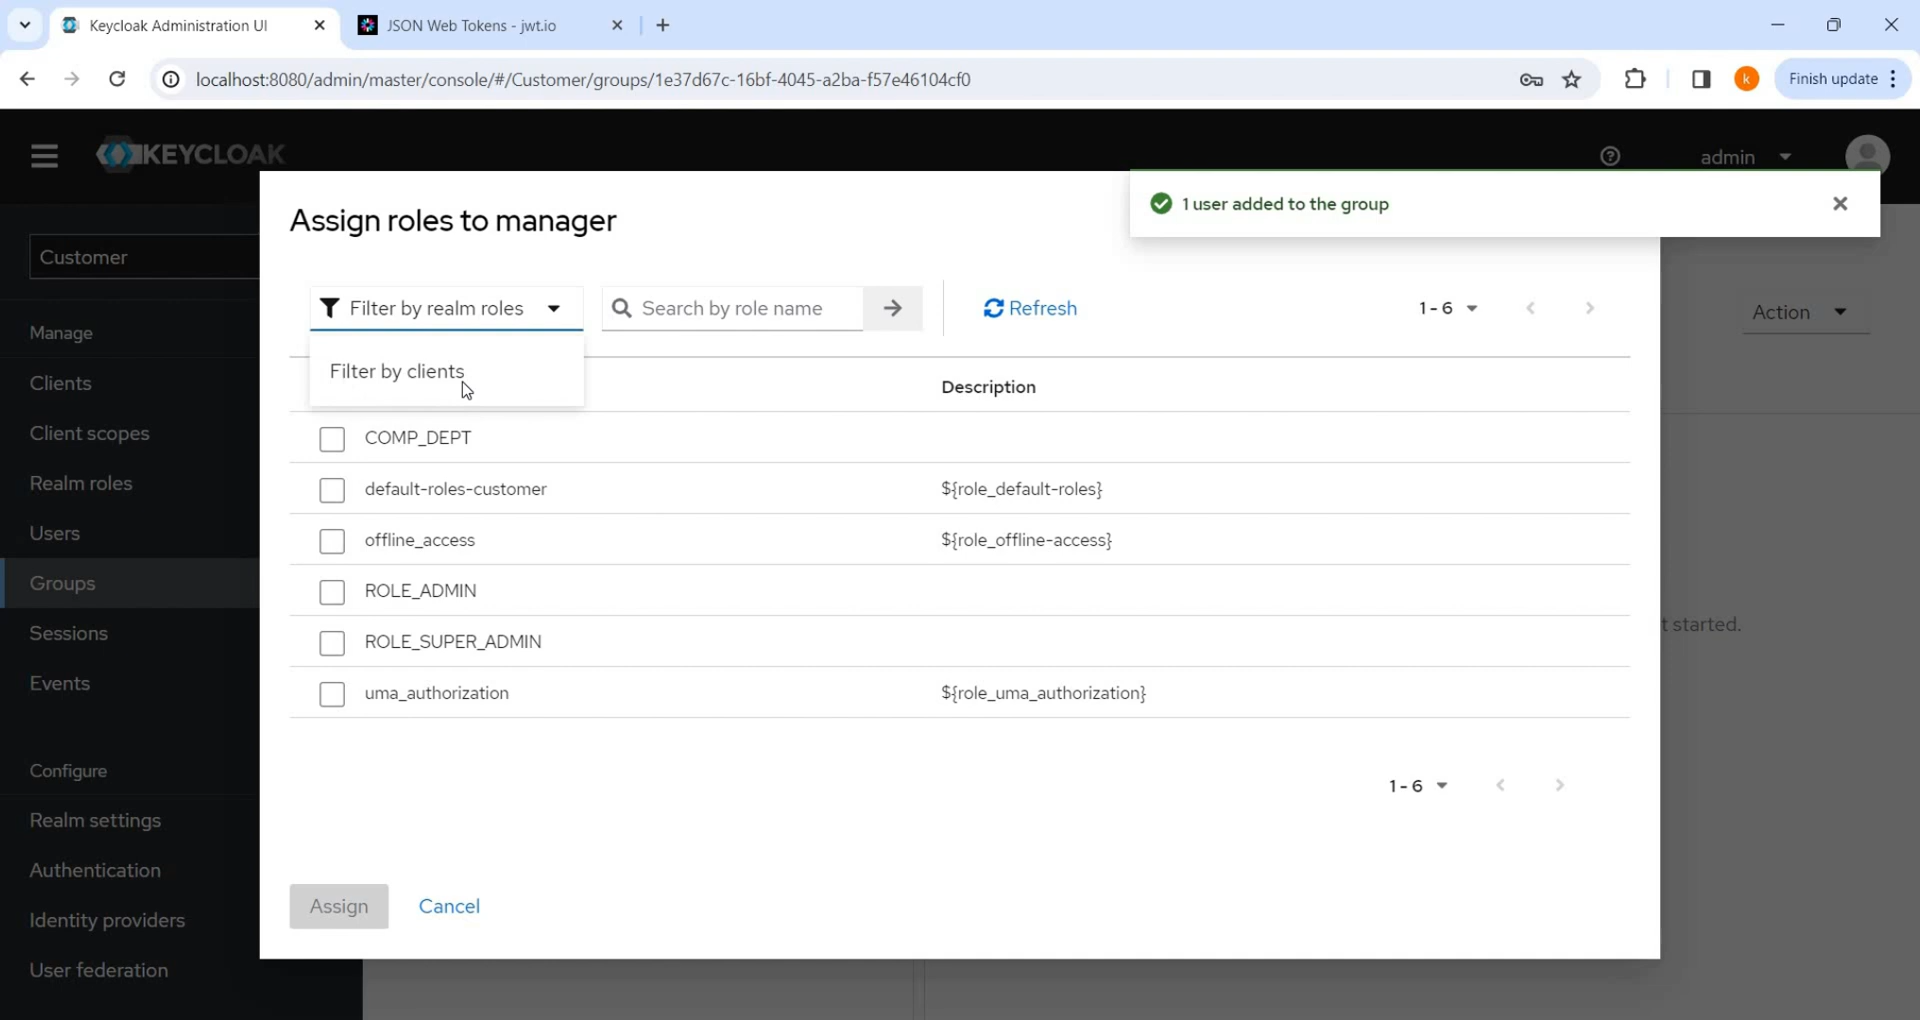 Keycloak Administration UI
JSON Web Tokens - jwt.io
localhost:8080/admin/master/console/#/Customer/groups/1e37d67c-16bf-4045-a2ba-f57e46104cf0
k
Finish update
KEYCLOAK
admin
1 user added to the group
Assign roles to manager
Customer
Filter by realm roles
Search by role name
Refresh
1 - 6
Action
Manage
Filter by clients
Clients
Description
Client scopes
COMP_DEPT
Realm roles
default-roles-customer
${role_default-roles}
Users
offline_access
${role_offline-access}
Groups
ROLE_ADMIN
Sessions
ROLE_SUPER_ADMIN
t started.
Events
uma_authorization
${role_uma_authorization}
Configure
1 - 6
Realm settings
Authentication
Assign
Cancel
Identity providers
User federation